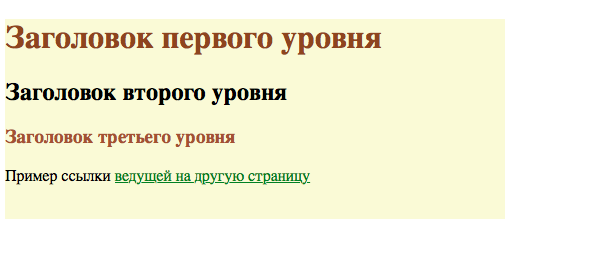 Заголовок первого уровня
Заголовок второго уровня
Заголовок третьего уровня
Пример ссылки ведущей на другую страницу